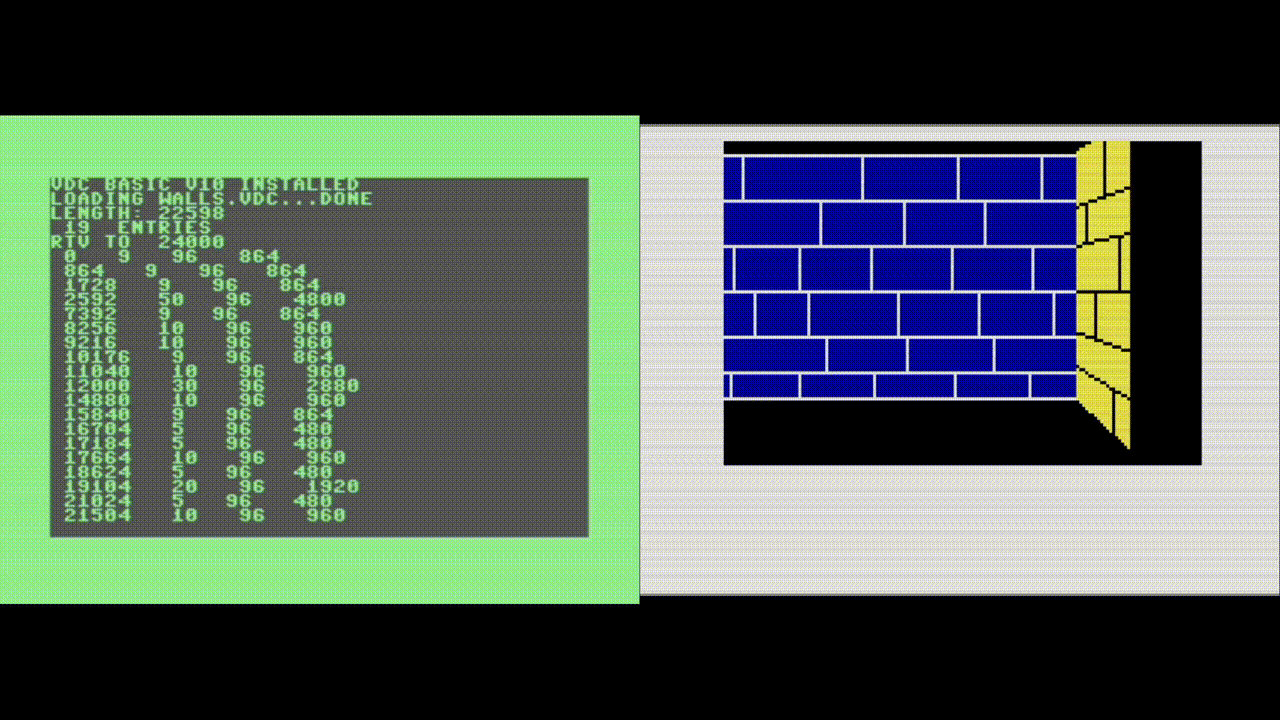 VDC BASIC V10 INSTALLED
LOADING WALLS.VDC...DONE
LENGTH: 22598
19 ENTRIES
RTV TO 24000
0 9 96 864
864 9 96 864
1728 9 96 864
2592 50 96 4800
7392 9 96 864
8256 10 96 960
9216 10 96 960
10176 9 96 864
11040 10 96 960
12000 30 96 2880
14880 10 96 960
15840 9 96 864
16704 5 96 480
17184 5 96 480
17664 10 96 960
18624 5 96 480
19104 20 96 1920
21024 5 96 480
21504 10 96 960